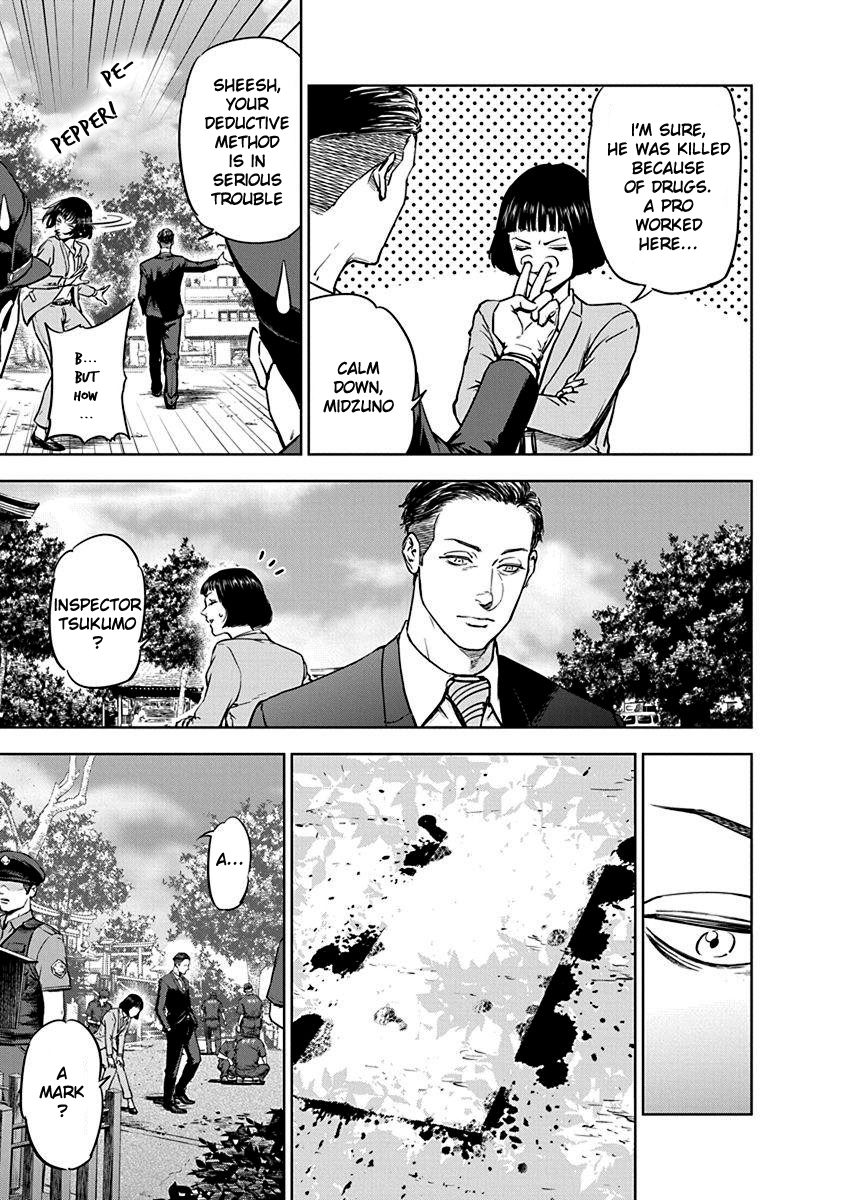 I'M SURE,
HE WAS KILLED
BECAUSE
OF DRUGS.
A PRO
WORKED
HERE...
CALM
DOWN,
MIDZUNO
SHEESH,
YOUR
DEDUCTIVE
METHOD
IS IN
SERIOUS
TROUBLE
PE-
PEPPER!
B...
BUT
HOW
...
INSPECTOR
TSUKUMO
?
A...
A
MARK
?